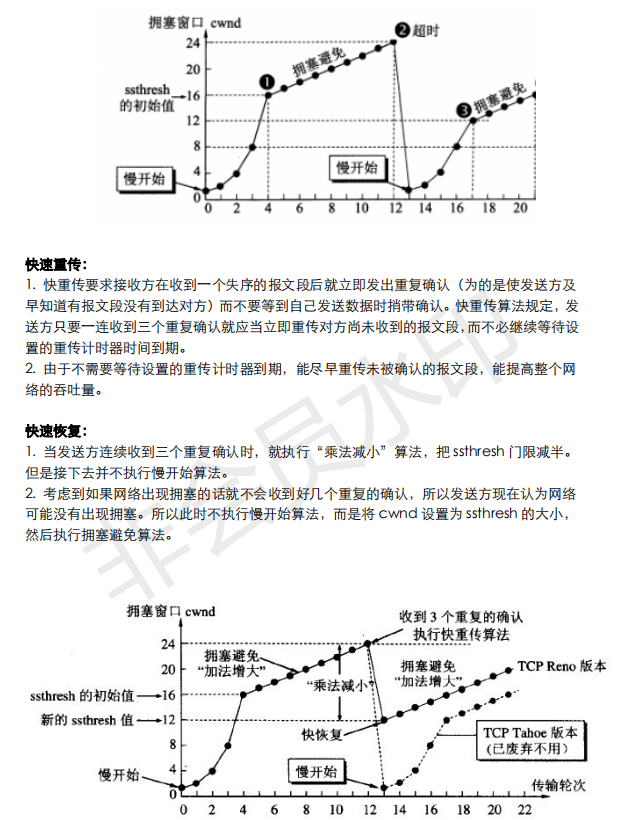 拥塞窗口 cwnd
24
20
16
12
8
4
0
ssthresh
的初始值
慢开始
❶
拥塞避免
❷超时
慢开始
❸
拥塞避免
0 2 4 6 8 10 12 14 16 18 20
快速重传：
1. 快重传要求接收方在收到一个失序的报文段后就立即发出重复确认（为的是使发送方及
早知道有报文段没有到达对方）而不要等到自己发送数据时捎带确认。快重传算法规定，发
送方只要一连收到三个重复确认就应当立即重传对方尚未收到的报文段，而不必继续等待设
置的重传计时器时间到期。
2. 由于不需要等待设置的重传计时器到期，能尽早重传未被确认的报文段，能提高整个网
络的吞吐量。
快速恢复：
1. 当发送方连续收到三个重复确认时，就执行“乘法减小”算法，把 ssthresh 门限减半。
但是接下去并不执行慢开始算法。
2. 考虑到如果网络出现拥塞的话就不会收到好几个重复的确认，所以发送方现在认为网络
可能没有出现拥塞。所以此时不执行慢开始算法，而是将 cwnd 设置为 ssthresh 的大小，
然后执行拥塞避免算法。
非会员水印
拥塞窗口 cwnd
24
20
16
12
8
4
0
ssthresh 的初始值
新的 ssthresh 值
慢开始
拥塞避免
“加法增大”
“乘法减小”
收到 3 个重复的确认
执行快重传算法
拥塞避免
“加法增大”
TCP Reno 版本
快恢复
慢开始
TCP Tahoe 版本
(已废弃不用)
传输轮次
0 2 4 6 8 10 12 14 16 18 20 22